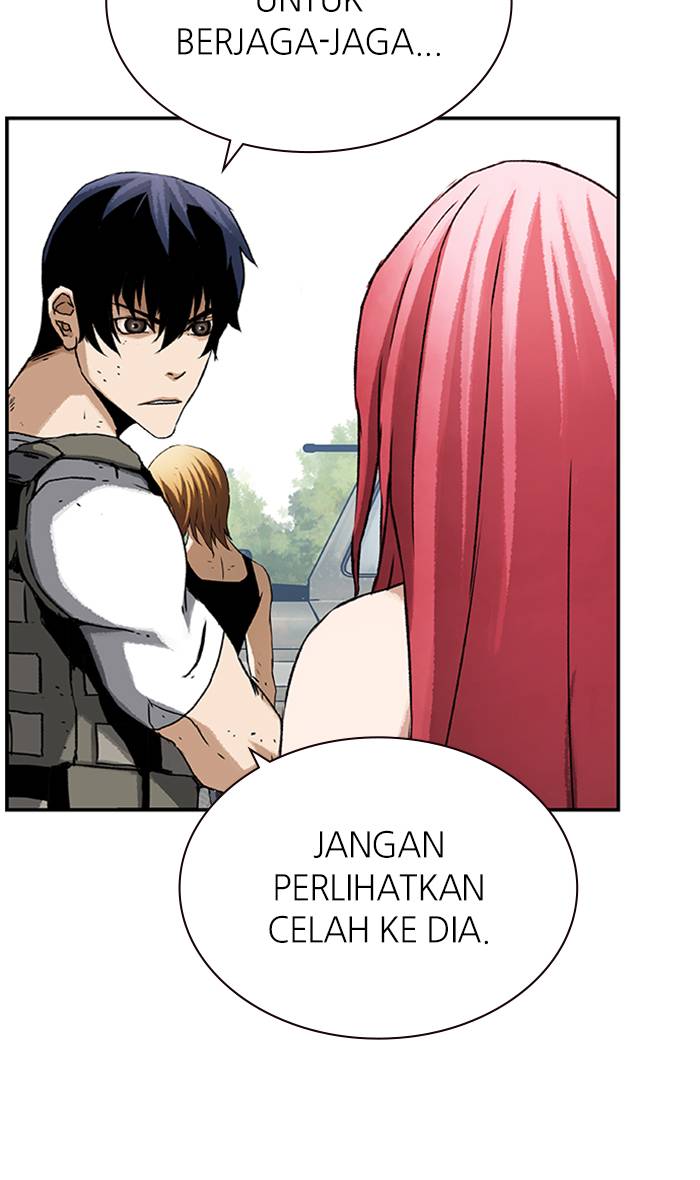 UNTUK
BERJAGA-JAGA...
JANGAN
PERLIHATKAN
CELAH KE DIA.